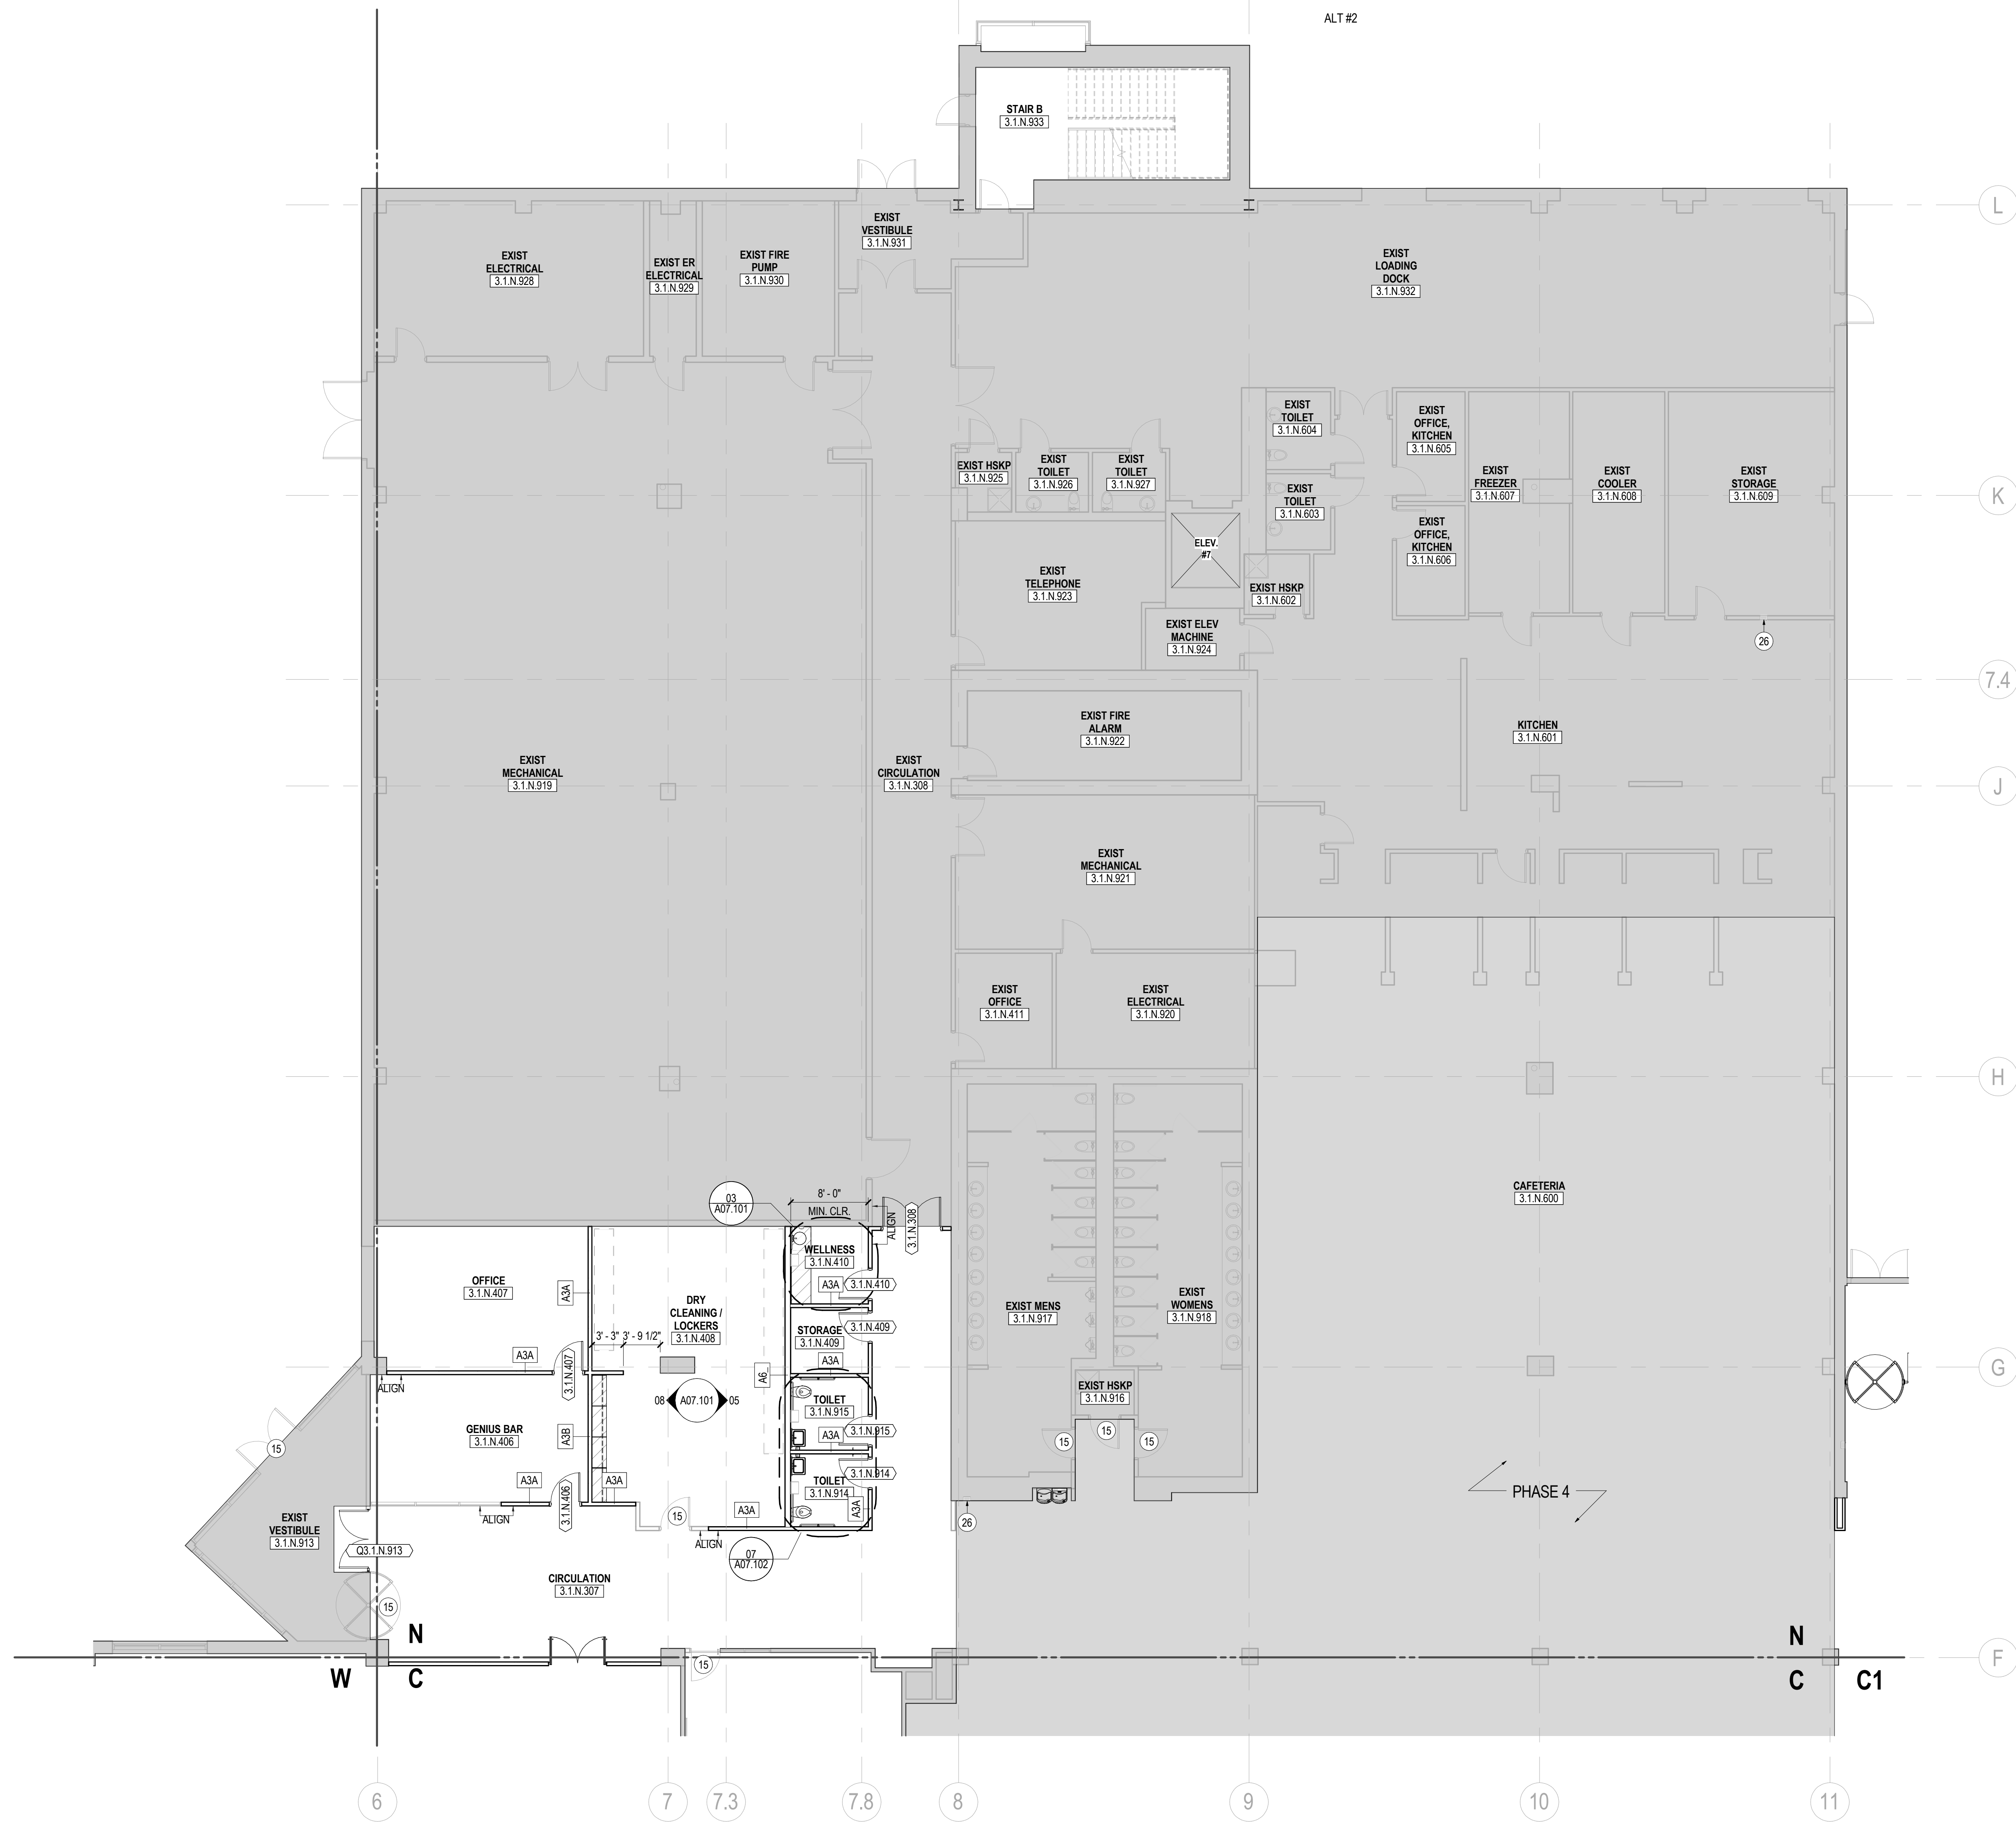 ALT #2
STAIR B
3.1.N.933
L
EXIST
VESTIBULE
3.1.N.931
EXIST
ELECTRICAL
3.1.N.928
EXIST ER
ELECTRICAL
3.1.N.929
EXIST FIRE
PUMP
3.1.N.930
EXIST
LOADING
DOCK
3.1.N.932
EXIST
TOILET
3.1.N.604
EXIST
OFFICE,
KITCHEN
3.1.N.605
EXIST HSKP
3.1.N.925
EXIST
TOILET
3.1.N.926
EXIST
TOILET
3.1.N.927
EXIST
FREEZER
3.1.N.607
EXIST
COOLER
3.1.N.608
EXIST
STORAGE
3.1.N.609
K
EXIST
TOILET
3.1.N.603
EXIST
OFFICE,
KITCHEN
3.1.N.606
ELEV.
#7
EXIST
TELEPHONE
3.1.N.923
EXIST HSKP
3.1.N.602
EXIST ELEV
MACHINE
3.1.N.924
26
7.4
EXIST FIRE
ALARM
3.1.N.922
KITCHEN
3.1.N.601
EXIST
MECHANICAL
3.1.N.919
EXIST
CIRCULATION
3.1.N.308
J
EXIST
MECHANICAL
3.1.N.921
EXIST
OFFICE
3.1.N.411
EXIST
ELECTRICAL
3.1.N.920
H
CAFETERIA
3.1.N.600
03
A07.101
8' - 0"
MIN. CLR.
ALIGN
3.1.N.308
WELLNESS
3.1.N.410
A3A
3.1.N.410
OFFICE
3.1.N.407
A3A
DRY
CLEANING /
LOCKERS
3.1.N.408
STORAGE
3.1.N.409
3.1.N.409
A3A
EXIST MENS
3.1.N.917
EXIST
WOMENS
3.1.N.918
3' - 3"
3' - 9 1/2"
A3A
3.1.N.407
A6_
G
ALIGN
EXIST HSKP
3.1.N.916
08
A07.101
05
TOILET
3.1.N.915
A3A
3.1.N.915
GENIUS BAR
3.1.N.406
A3B
15
15
15
15
A3A
3.1.N.406
A3A
TOILET
3.1.N.914
3.1.N.914
A3A
PHASE 4
ALIGN
15
A3A
26
EXIST
VESTIBULE
3.1.N.913
Q3.1.N.913
ALIGN
07
A07.102
CIRCULATION
3.1.N.307
15
N
N
15
F
W
C
C
C1
6
7
7.3
7.8
8
9
10
11